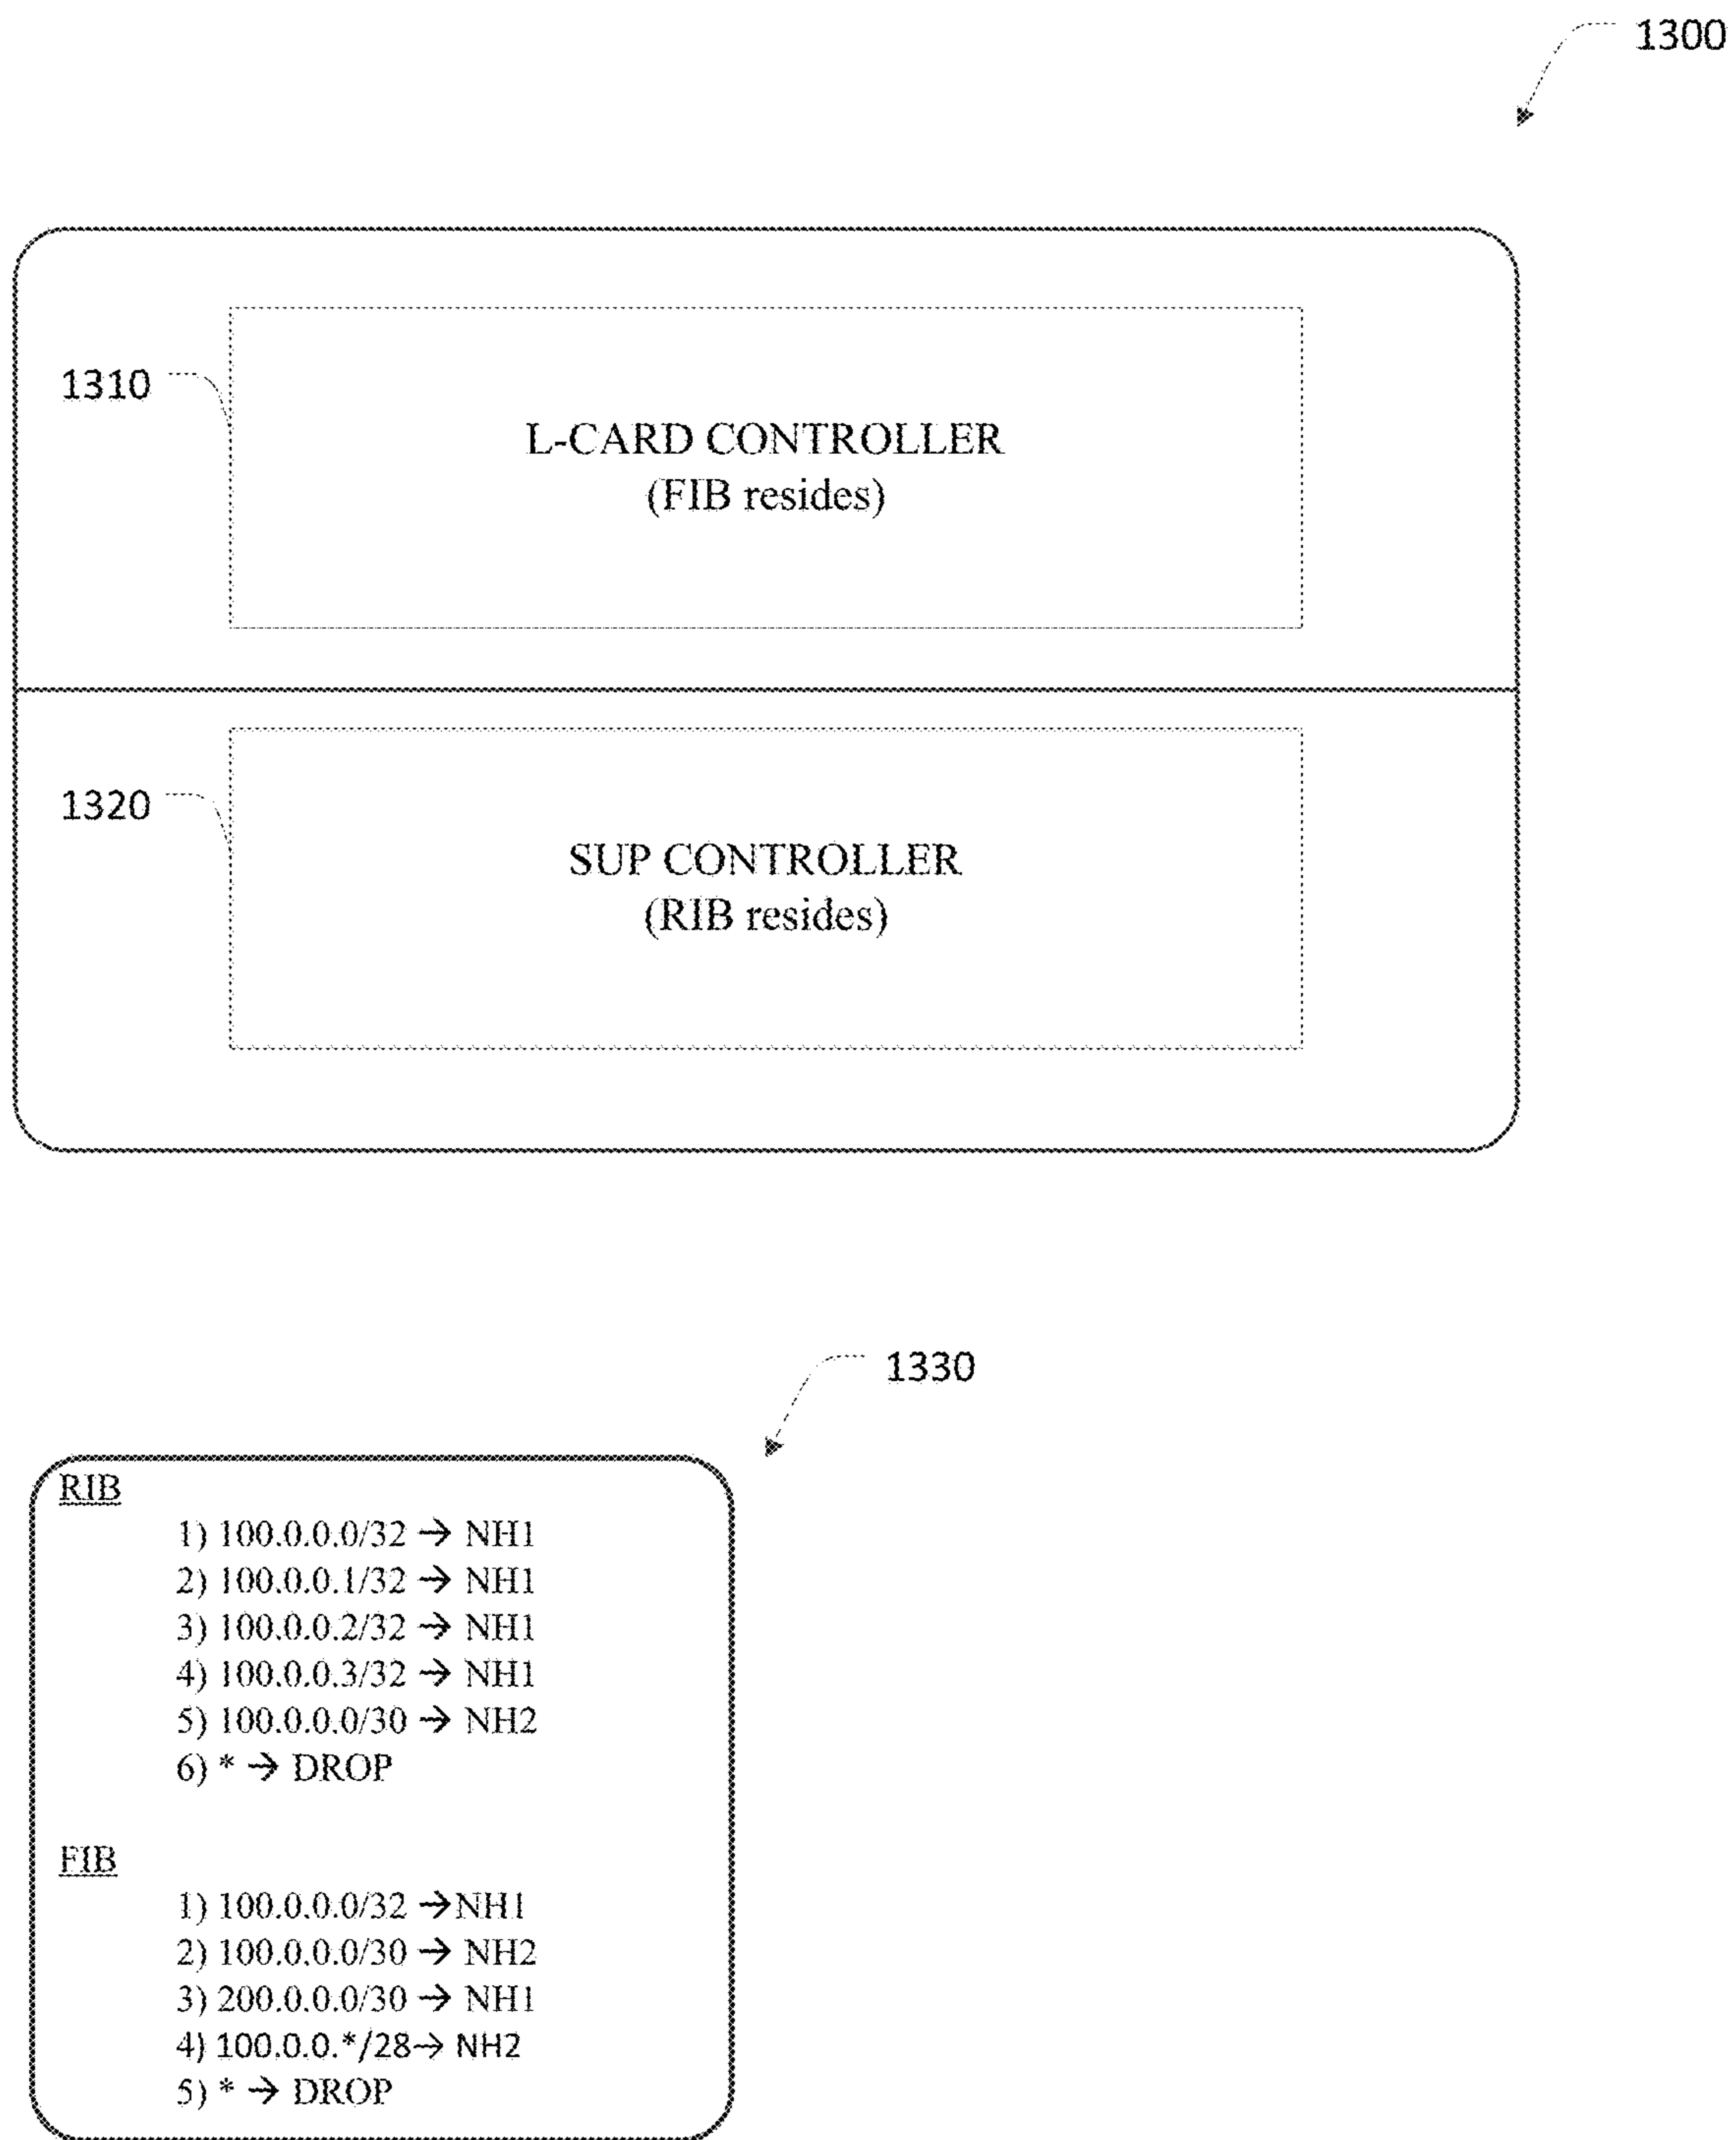 1300
1310
L-CARD CONTROLLER
(FIB resides)
1320
SUP CONTROLLER
(RIB resides)
1330
RIB
1) 100.0.0.0/32 → NH1
2) 100.0.0.1/32 → NH1
3) 100.0.0.2/32 → NH1
4) 100.0.0.3/32 → NH1
5) 100.0.0.0/30 → NH2
6) * → DROP
FIB
1) 100.0.0.0/32 →NH1
2) 100.0.0.0/30 → NH2
3) 200.0.0.0/30 → NH1
4) 100.0.0.*/28→ NH2
5) * → DROP